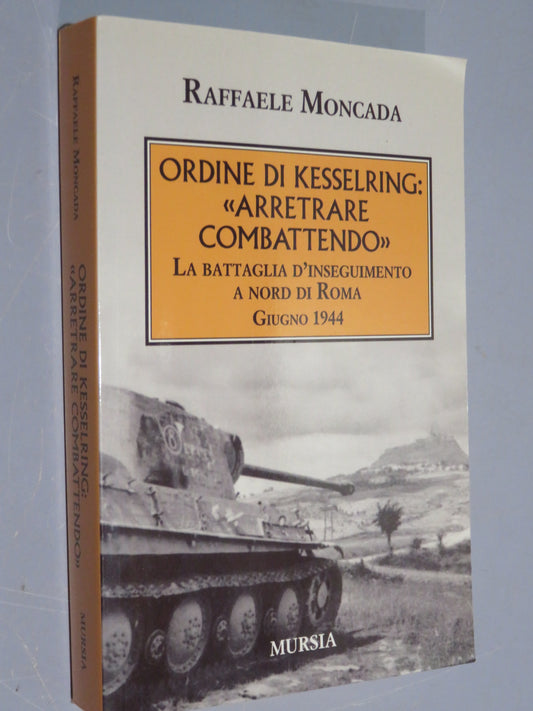 RAFFAELE MONCADA
ORDINE DI KESSELRING:
«ARRETRARE
COMBATTENDO»
LA BATTAGLIA D'INSEGUIMENTO
A NORD DI ROMA
GIUGNO 1944
MURSIA
RAFFAELE MONCADA
ORDINE DI KESSELRING:
«ARRETRARE COMBATTENDO»
MURSIA